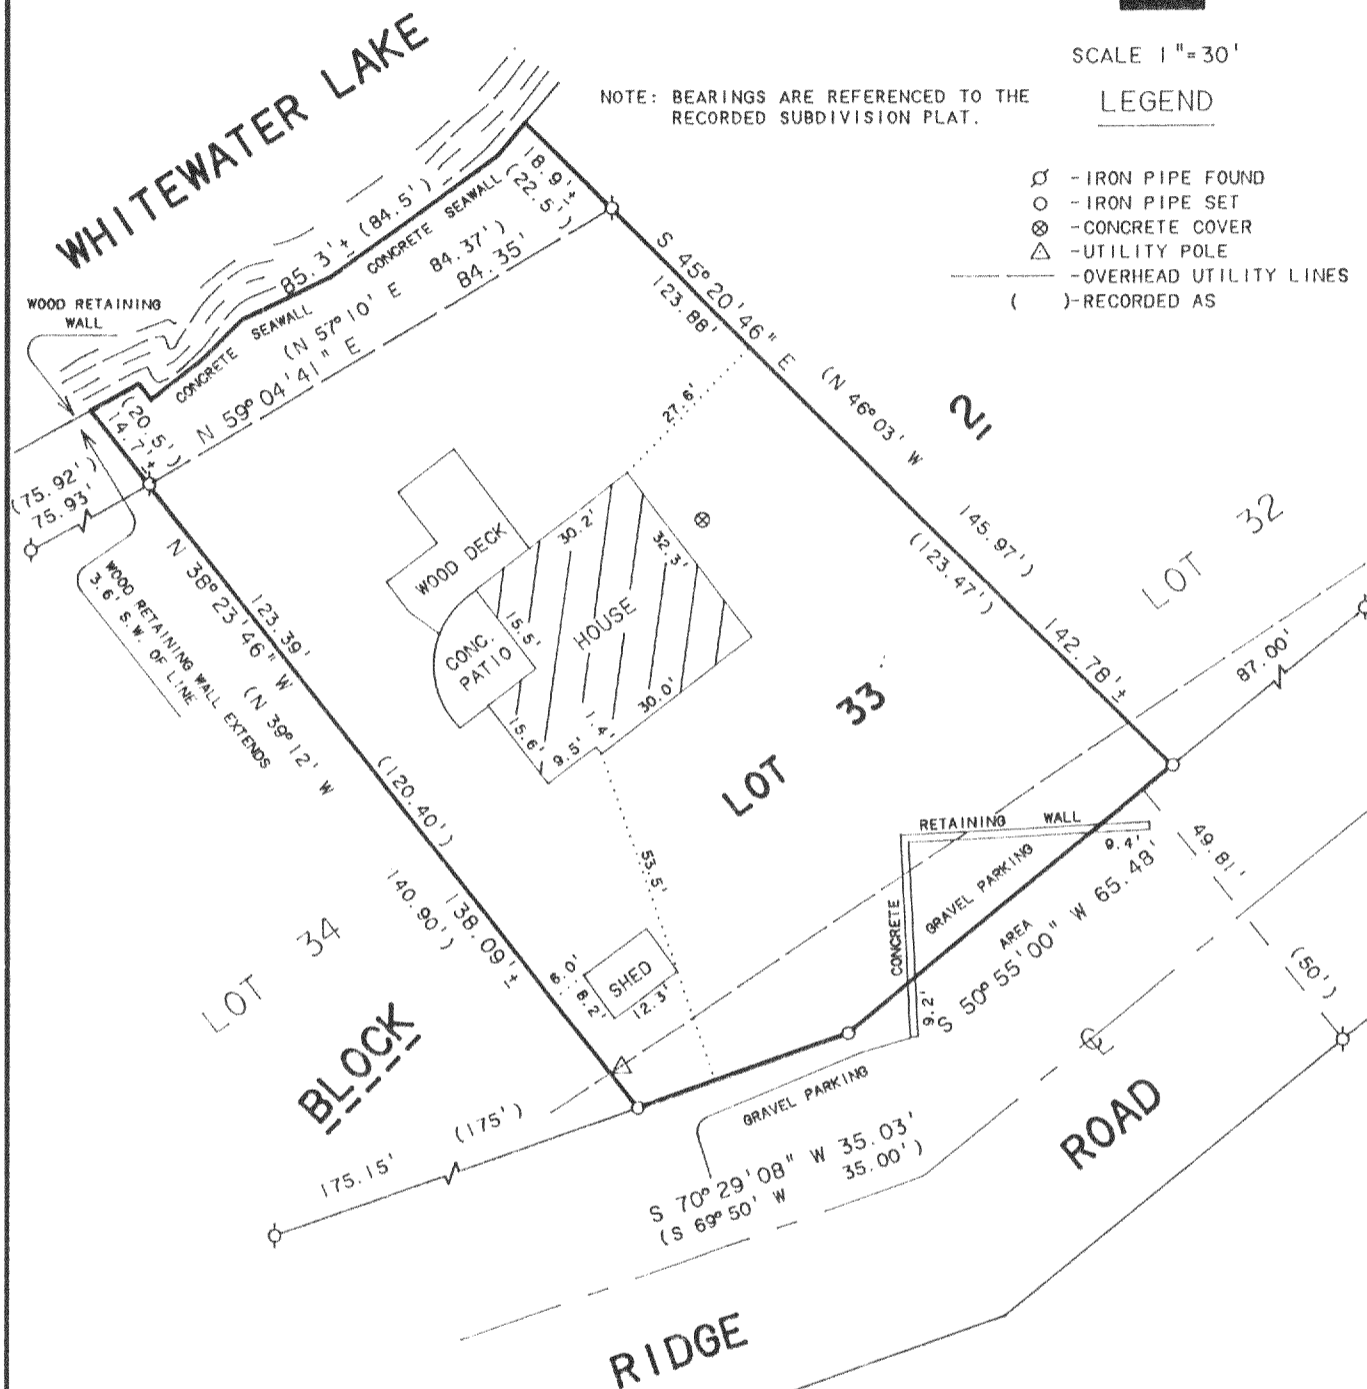 SCALE 1"=30'
NOTE: BEARINGS ARE REFERENCED TO THE
RECORDED SUBDIVISION PLAT.
LEGEND
- IRON PIPE FOUND
- IRON PIPE SET
- CONCRETE COVER
- UTILITY POLE
- OVERHEAD UTILITY LINES
( )- RECORDED AS
WHITEWATER LAKE
WOOD RETAINING
WALL
85.3'± (84.5')
CONCRETE SEAWALL
CONCRETE SEAWALL
(N 57°10' E 84.37')
N 59°04'41" E 84.35'
18.9'±
(22.5')
(20.5')
14.7'±
(75.92')
75.93'
S 45°20'46" E
123.88'
(N 46°03' W
145.97')
(123.47')
142.78'±
21
LOT 32
87.00'
27.6'
WOOD DECK
30.2'
32.3'
HOUSE
15.5'
CONC.
PATIO
15.6'
9.5'
1.4'
30.0'
WOOD RETAINING WALL EXTENDS
3.6' S.W. OF LINE
123.39'
N 38°23'46" W
(N 39°12' W
(120.40')
140.90')
138.09'±
LOT 33
53.5'
RETAINING WALL
CONCRETE
9.4'
9.2'
GRAVEL PARKING
AREA
S 50°55'00" W 65.48'
49.81'
(50')
LOT 34
BLOCK
6.0'
8.2'
SHED
12.3'
GRAVEL PARKING
(175')
175.15'
S 70°29'08" W 35.03'
(S 69°50' W 35.00')
RIDGE ROAD